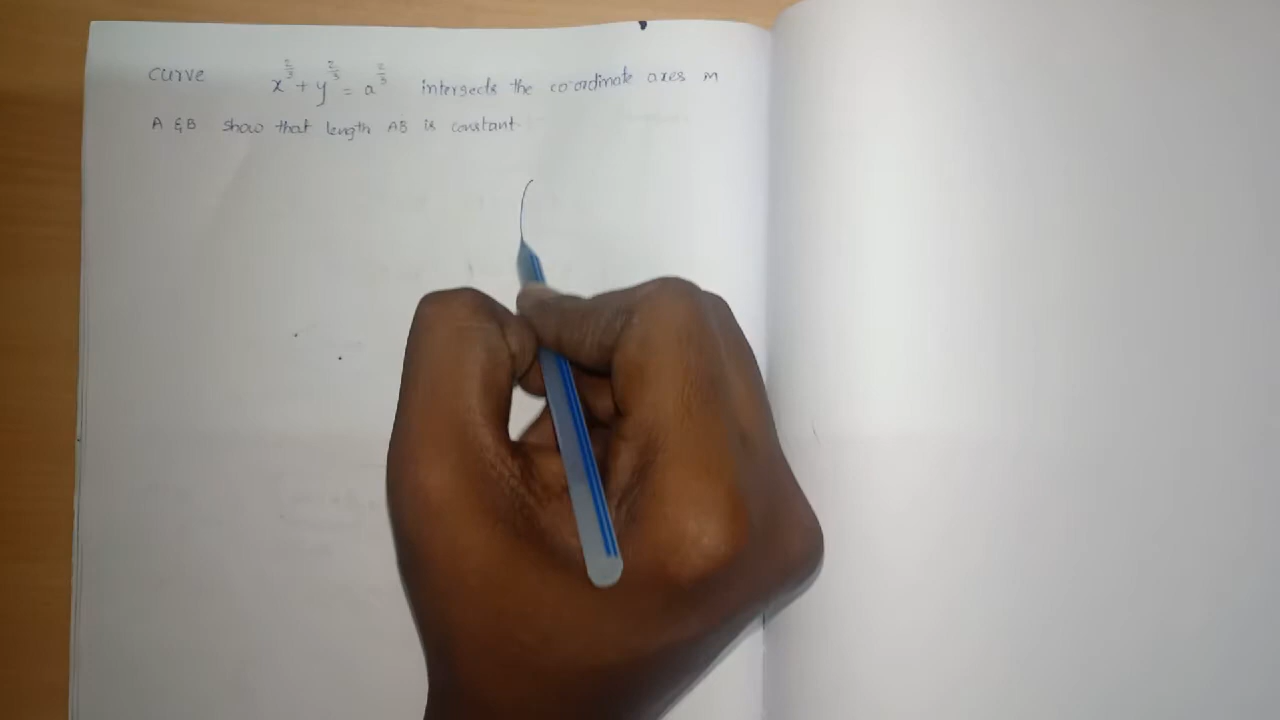 curve x^{2/3} + y^{2/3} = a^{2/3} intersects the co-ordinate axes in
A & B show that length AB is constant